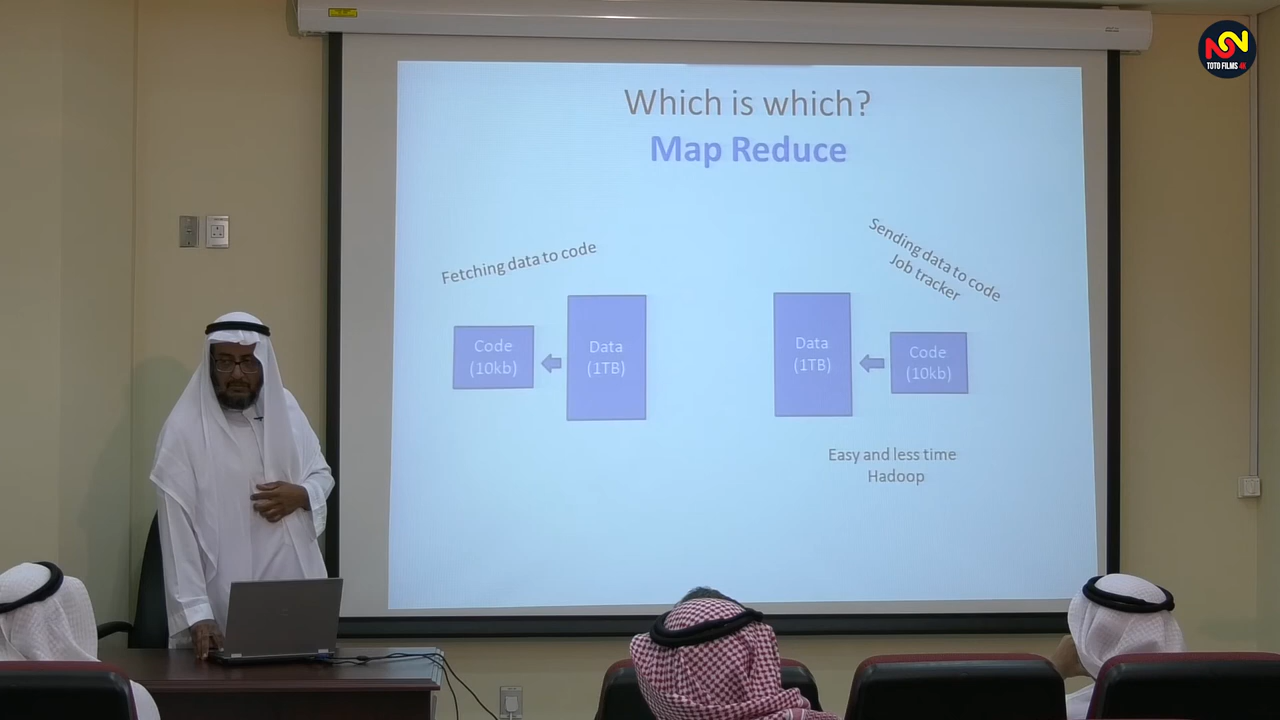 TOTO FILMS 4K
Which is which?
Map Reduce
Fetching data to code
Sending data to code
Job tracker
Code
(10kb)
Data
(1TB)
Data
(1TB)
Code
(10kb)
Easy and less time
Hadoop